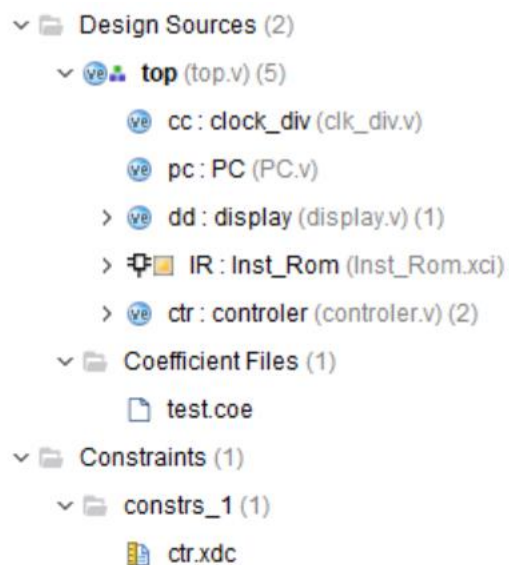 Design Sources (2)
top (top.v) (5)
cc : clock_div (clk_div.v)
pc : PC (PC.v)
dd : display (display.v) (1)
IR : Inst_Rom (Inst_Rom.xci)
ctr : controler (controler.v) (2)
Coefficient Files (1)
test.coe
Constraints (1)
constrs_1 (1)
ctr.xdc